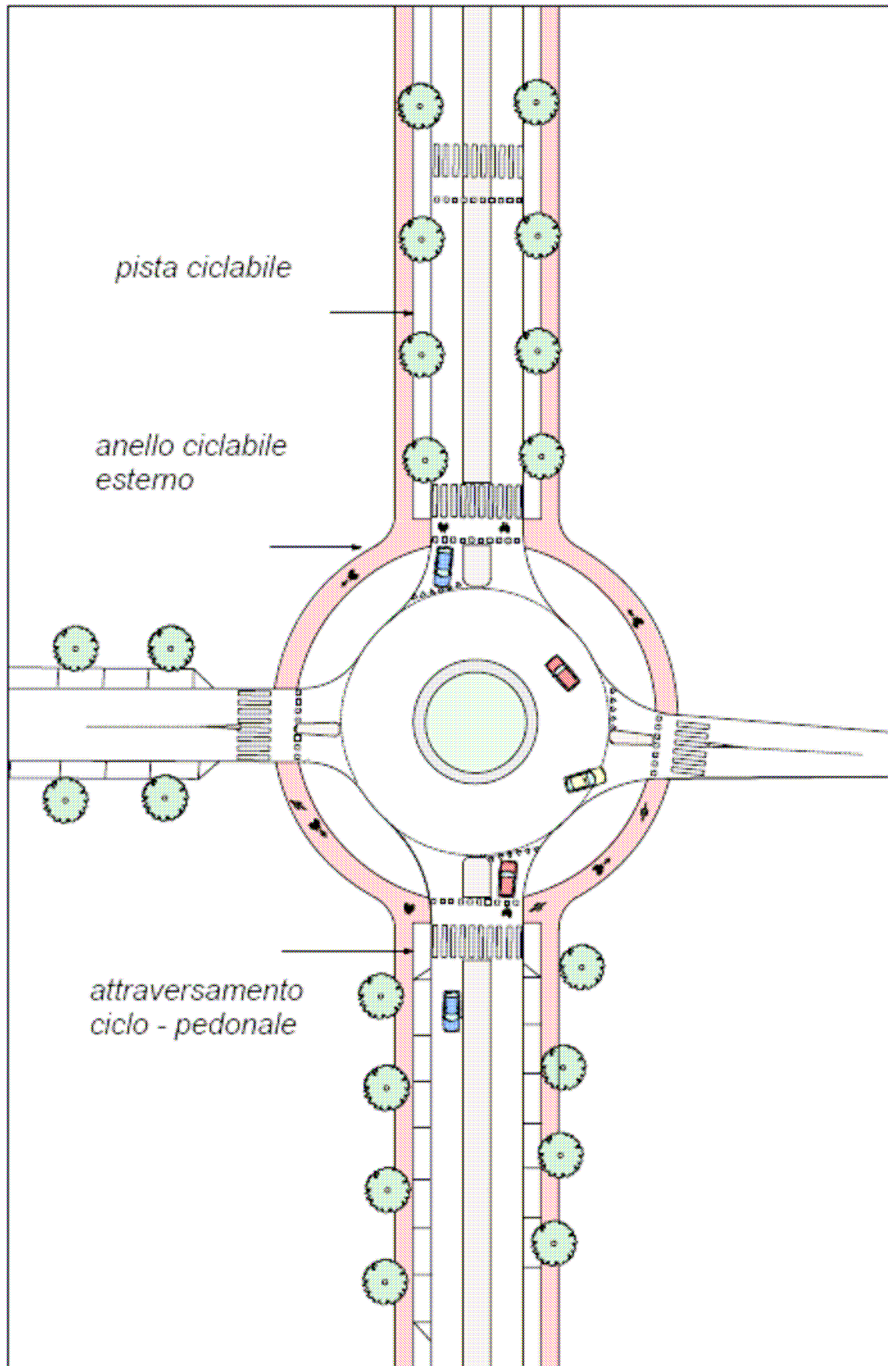 pista ciclabile
anello ciclabile
esterno
attraversamento
ciclo - pedonale